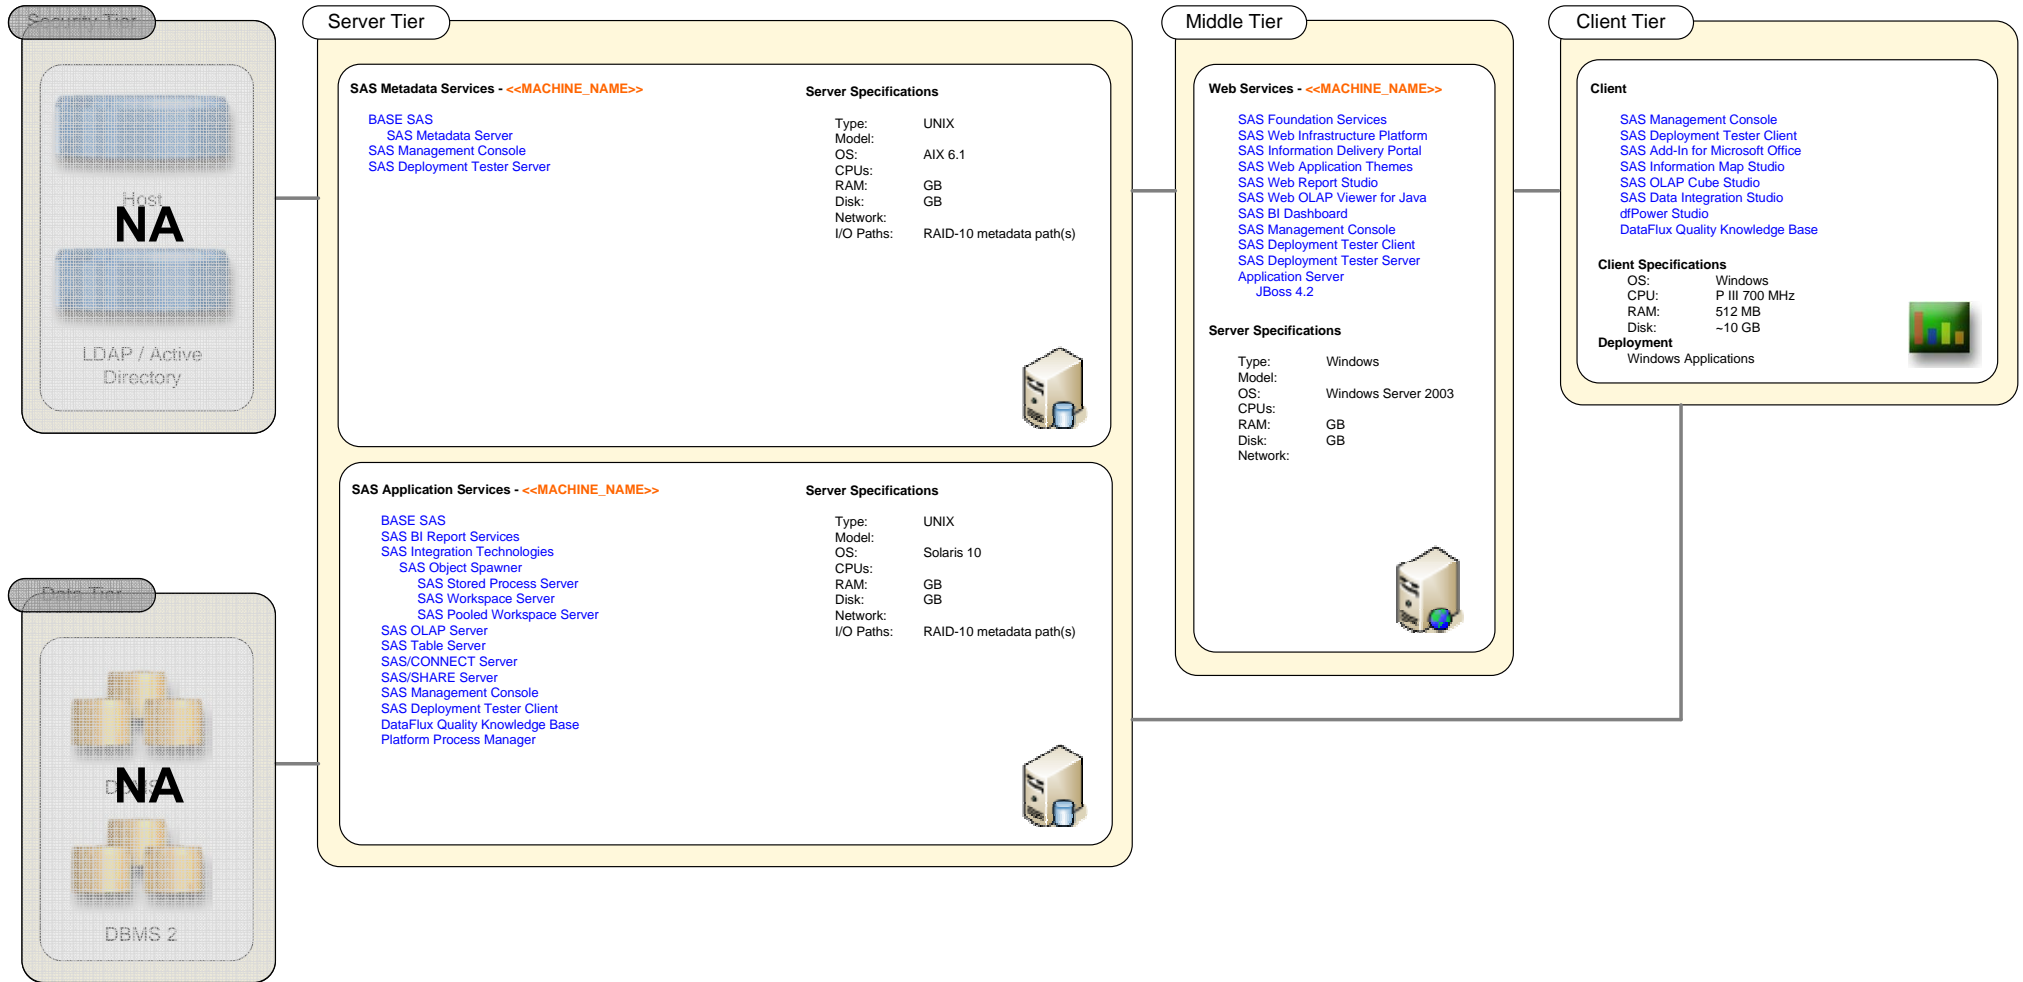 Security Tier
Host
NA
LDAP / Active
Directory
Data Tier
NA
DBMS 2
Server Tier
SAS Metadata Services - <<MACHINE_NAME>>
BASE SAS
SAS Metadata Server
SAS Management Console
SAS Deployment Tester Server
Server Specifications
Type: UNIX
Model:
OS: AIX 6.1
CPUs:
RAM: GB
Disk: GB
Network:
I/O Paths: RAID-10 metadata path(s)
SAS Application Services - <<MACHINE_NAME>>
BASE SAS
SAS BI Report Services
SAS Integration Technologies
SAS Object Spawner
SAS Stored Process Server
SAS Workspace Server
SAS Pooled Workspace Server
SAS OLAP Server
SAS Table Server
SAS/CONNECT Server
SAS/SHARE Server
SAS Management Console
SAS Deployment Tester Client
DataFlux Quality Knowledge Base
Platform Process Manager
Server Specifications
Type: UNIX
Model:
OS: Solaris 10
CPUs:
RAM: GB
Disk: GB
Network:
I/O Paths: RAID-10 metadata path(s)
Middle Tier
Web Services - <<MACHINE_NAME>>
SAS Foundation Services
SAS Web Infrastructure Platform
SAS Information Delivery Portal
SAS Web Application Themes
SAS Web Report Studio
SAS Web OLAP Viewer for Java
SAS BI Dashboard
SAS Management Console
SAS Deployment Tester Client
SAS Deployment Tester Server
Application Server
JBoss 4.2
Server Specifications
Type: Windows
Model:
OS: Windows Server 2003
CPUs:
RAM: GB
Disk: GB
Network:
Client Tier
Client
SAS Management Console
SAS Deployment Tester Client
SAS Add-In for Microsoft Office
SAS Information Map Studio
SAS OLAP Cube Studio
SAS Data Integration Studio
dfPower Studio
DataFlux Quality Knowledge Base
Client Specifications
OS: Windows
CPU: P III 700 MHz
RAM: 512 MB
Disk: ~10 GB
Deployment
Windows Applications